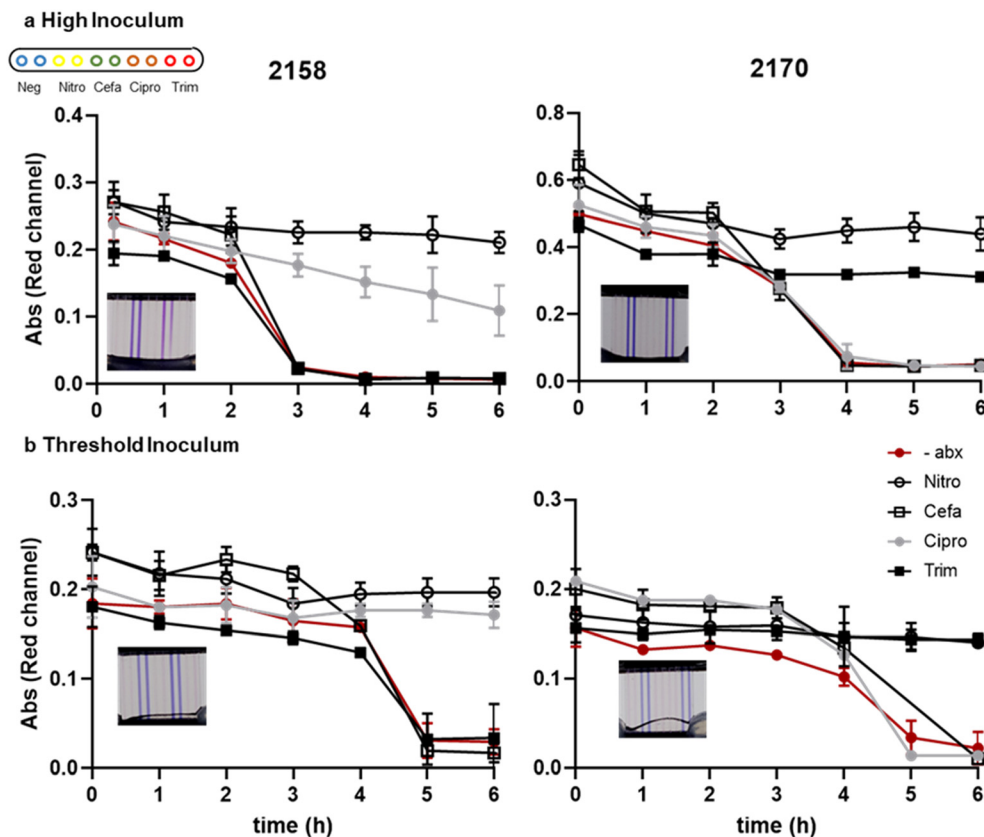 a High Inoculum
Neg Nitro Cefa Cipro Trim
2158
2170
Abs (Red channel)
0.4
0.3
0.2
0.1
0.0
0 1 2 3 4 5 6
0.8
0.6
0.4
0.2
0.0
0 1 2 3 4 5 6
b Threshold Inoculum
- abx
Nitro
Cefa
Cipro
Trim
Abs (Red channel)
0.3
0.2
0.1
0.0
0 1 2 3 4 5 6
time (h)
0.3
0.2
0.1
0.0
0 1 2 3 4 5 6
time (h)